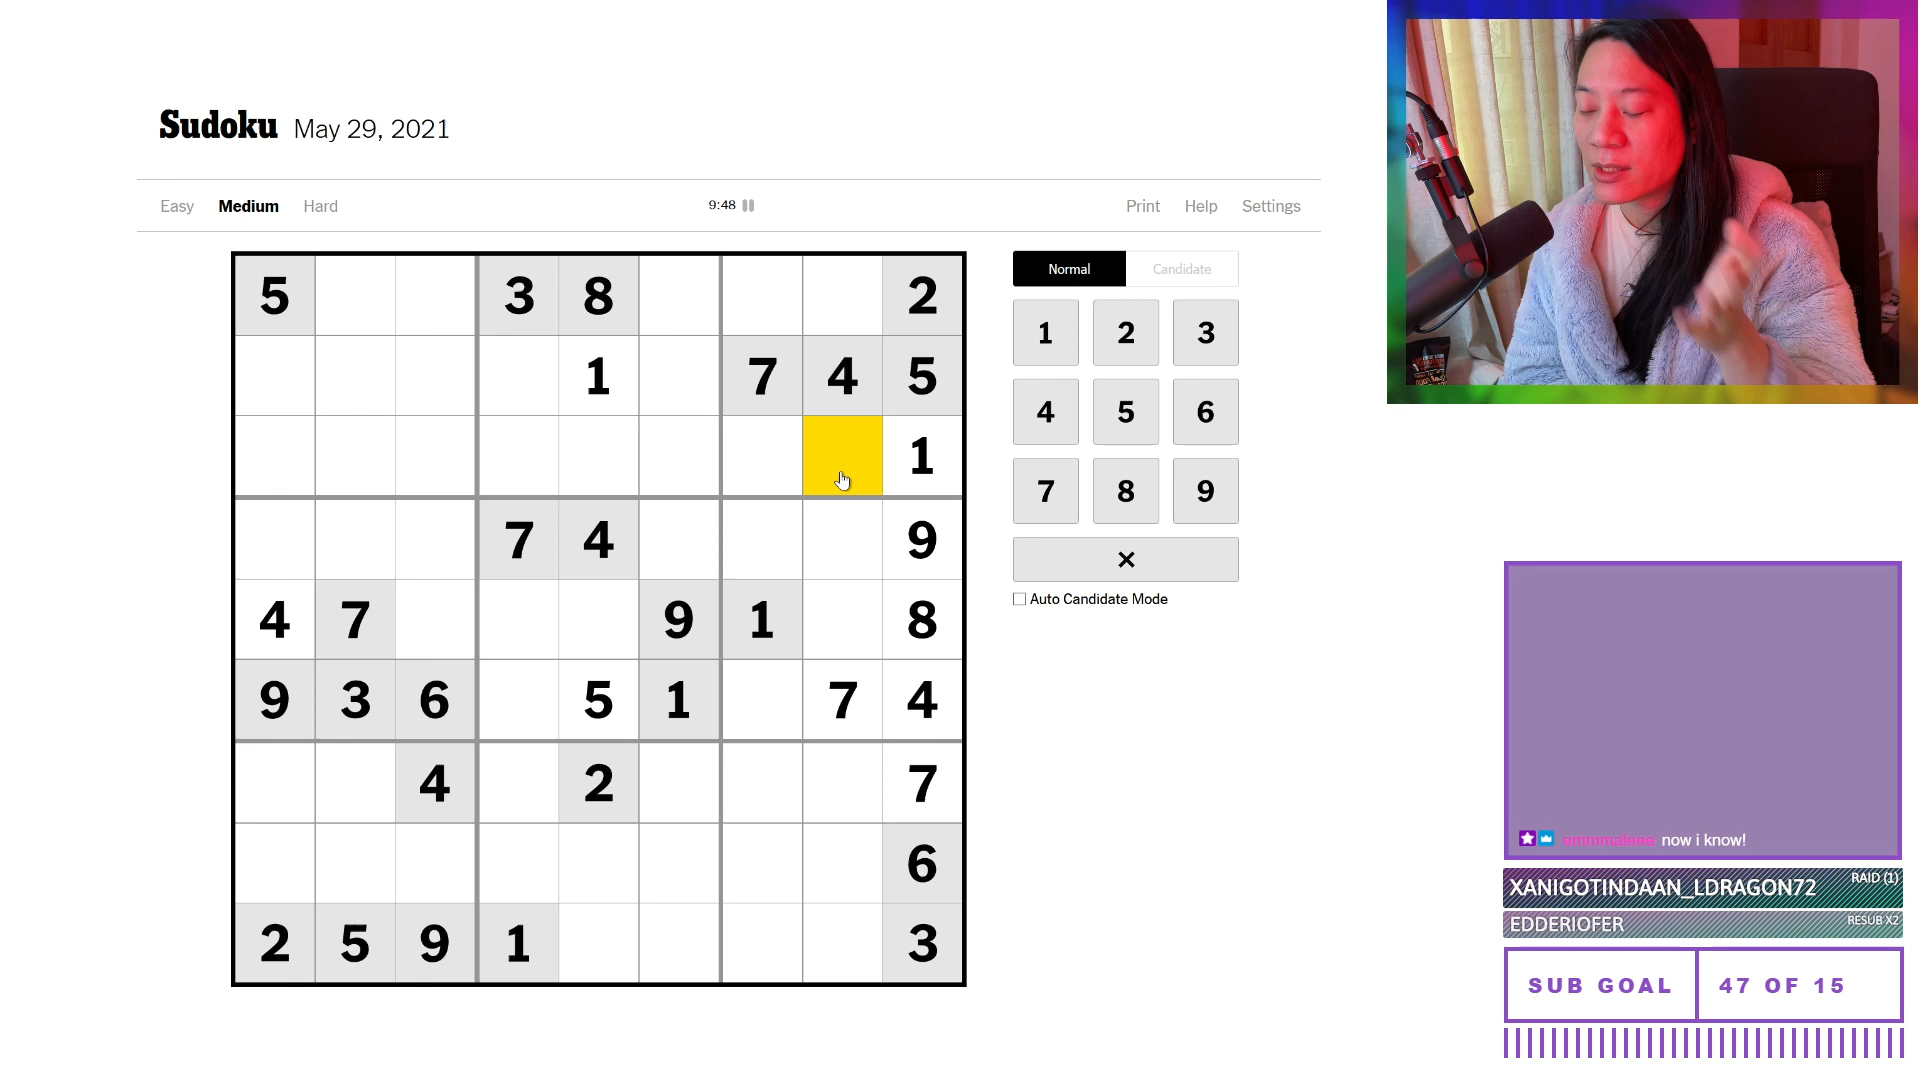 Sudoku May 29, 2021
Easy Medium Hard
9:48
Print Help Settings
5 3 8 2
1 7 4 5
1
7 4 9
4 7 9 1 8
9 3 6 5 1 7 4
4 2 7
6
2 5 9 1 3
Normal Candidate
1 2 3
4 5 6
7 8 9
×
Auto Candidate Mode
now i know!
XANIGOTINDAAN_LDRAGON72 RAID (1)
EDDERIOFER RESUB X2
SUB GOAL 47 OF 15